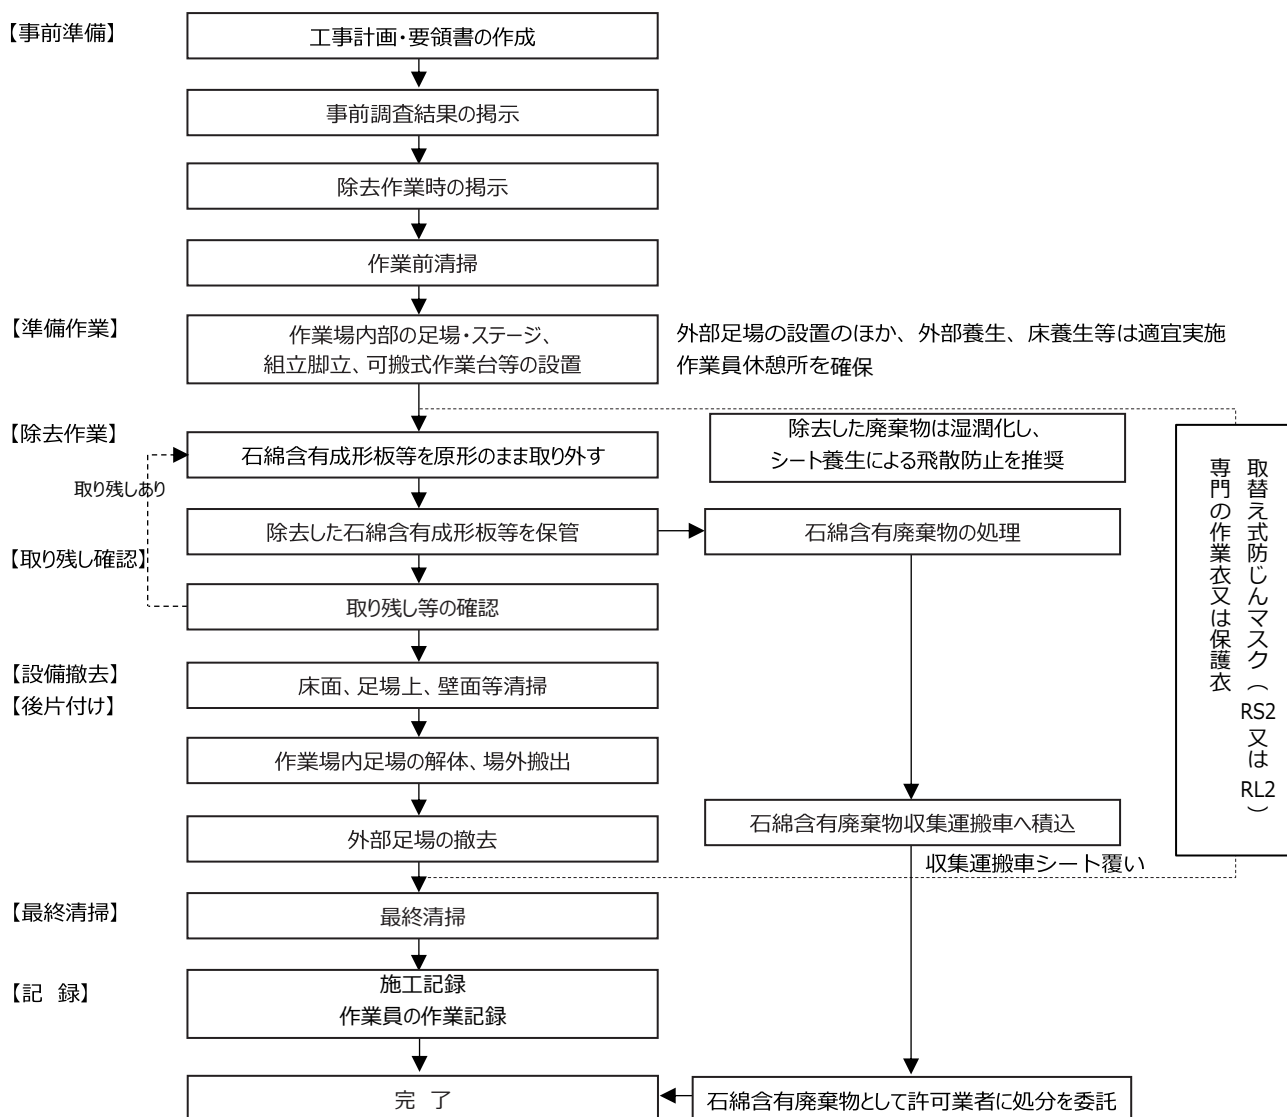 【事前準備】
工事計画・要領書の作成
事前調査結果の掲示
除去作業時の掲示
作業前清掃
【準備作業】
作業場内部の足場・ステージ、
組立脚立、可搬式作業台等の設置
外部足場の設置のほか、外部養生、床養生等は適宜実施
作業員休憩所を確保
【除去作業】
石綿含有成形板等を原形のまま取り外す
除去した廃棄物は湿潤化し、
シート養生による飛散防止を推奨
取替え式防じんマスク（RS2又はRL2）
専門の作業衣又は保護衣
取り残しあり
除去した石綿含有成形板等を保管
石綿含有廃棄物の処理
【取り残し確認】
取り残し等の確認
【設備撤去】
【後片付け】
床面、足場上、壁面等清掃
作業場内足場の解体、場外搬出
外部足場の撤去
石綿含有廃棄物収集運搬車へ積込
収集運搬車シート覆い
【最終清掃】
最終清掃
【記　録】
施工記録
作業員の作業記録
完　了
石綿含有廃棄物として許可業者に処分を委託